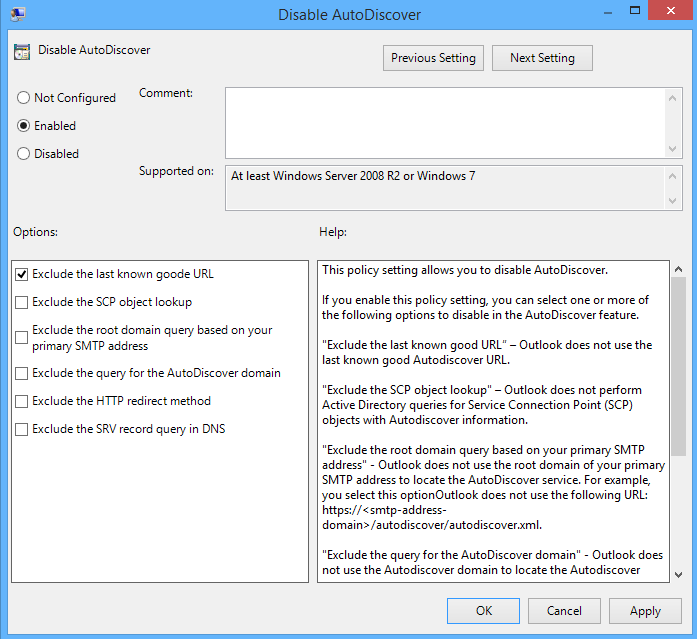 Disable AutoDiscover
Disable AutoDiscover
Previous Setting
Next Setting
Not Configured
Enabled
Disabled
Comment:
Supported on:
At least Windows Server 2008 R2 or Windows 7
Options:
Help:
Exclude the last known goode URL
Exclude the SCP object lookup
Exclude the root domain query based on your
primary SMTP address
Exclude the query for the AutoDiscover domain
Exclude the HTTP redirect method
Exclude the SRV record query in DNS
This policy setting allows you to disable AutoDiscover.
If you enable this policy setting, you can select one or more of
the following options to disable in the AutoDiscover feature.
"Exclude the last known good URL" – Outlook does not use the
last known good Autodiscover URL.
"Exclude the SCP object lookup" – Outlook does not perform
Active Directory queries for Service Connection Point (SCP)
objects with Autodiscover information.
"Exclude the root domain query based on your primary SMTP
address" - Outlook does not use the root domain of your primary
SMTP address to locate the AutoDiscover service. For example,
you select this optionOutlook does not use the following URL:
https://<smtp-address-
domain>/autodiscover/autodiscover.xml.
"Exclude the query for the AutoDiscover domain" - Outlook does
not use the Autodiscover domain to locate the Autodiscover
OK
Cancel
Apply